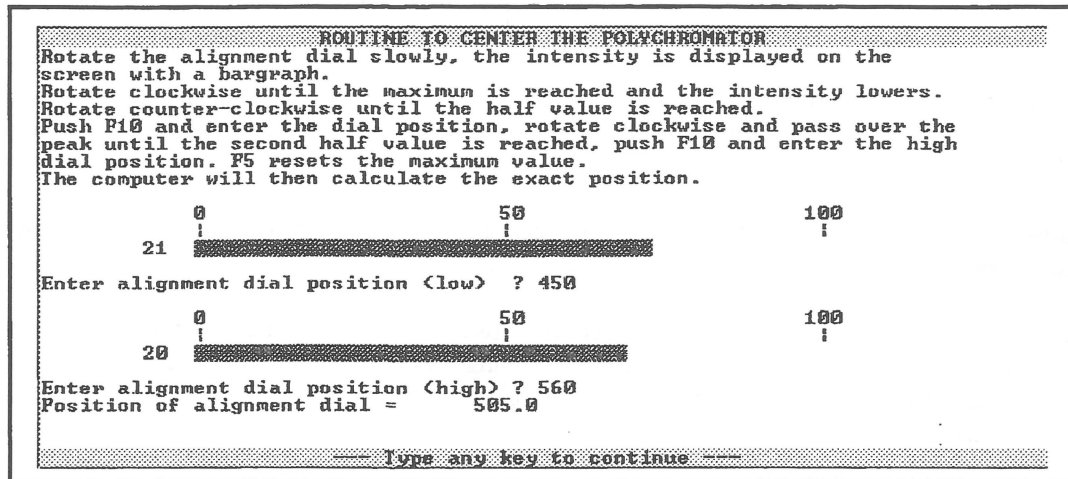 ROUTINE TO CENTER THE POLYCHROMATOR
Rotate the alignment dial slowly, the intensity is displayed on the
screen with a bargraph.
Rotate clockwise until the maximum is reached and the intensity lowers.
Rotate counter-clockwise until the half value is reached.
Push F10 and enter the dial position, rotate clockwise and pass over the
peak until the second half value is reached, push F10 and enter the high
dial position. F5 resets the maximum value.
The computer will then calculate the exact position.
0 50 100
21
Enter alignment dial position (low) ? 450
0 50 100
20
Enter alignment dial position (high) ? 560
Position of alignment dial = 505.0
--- Type any key to continue ---